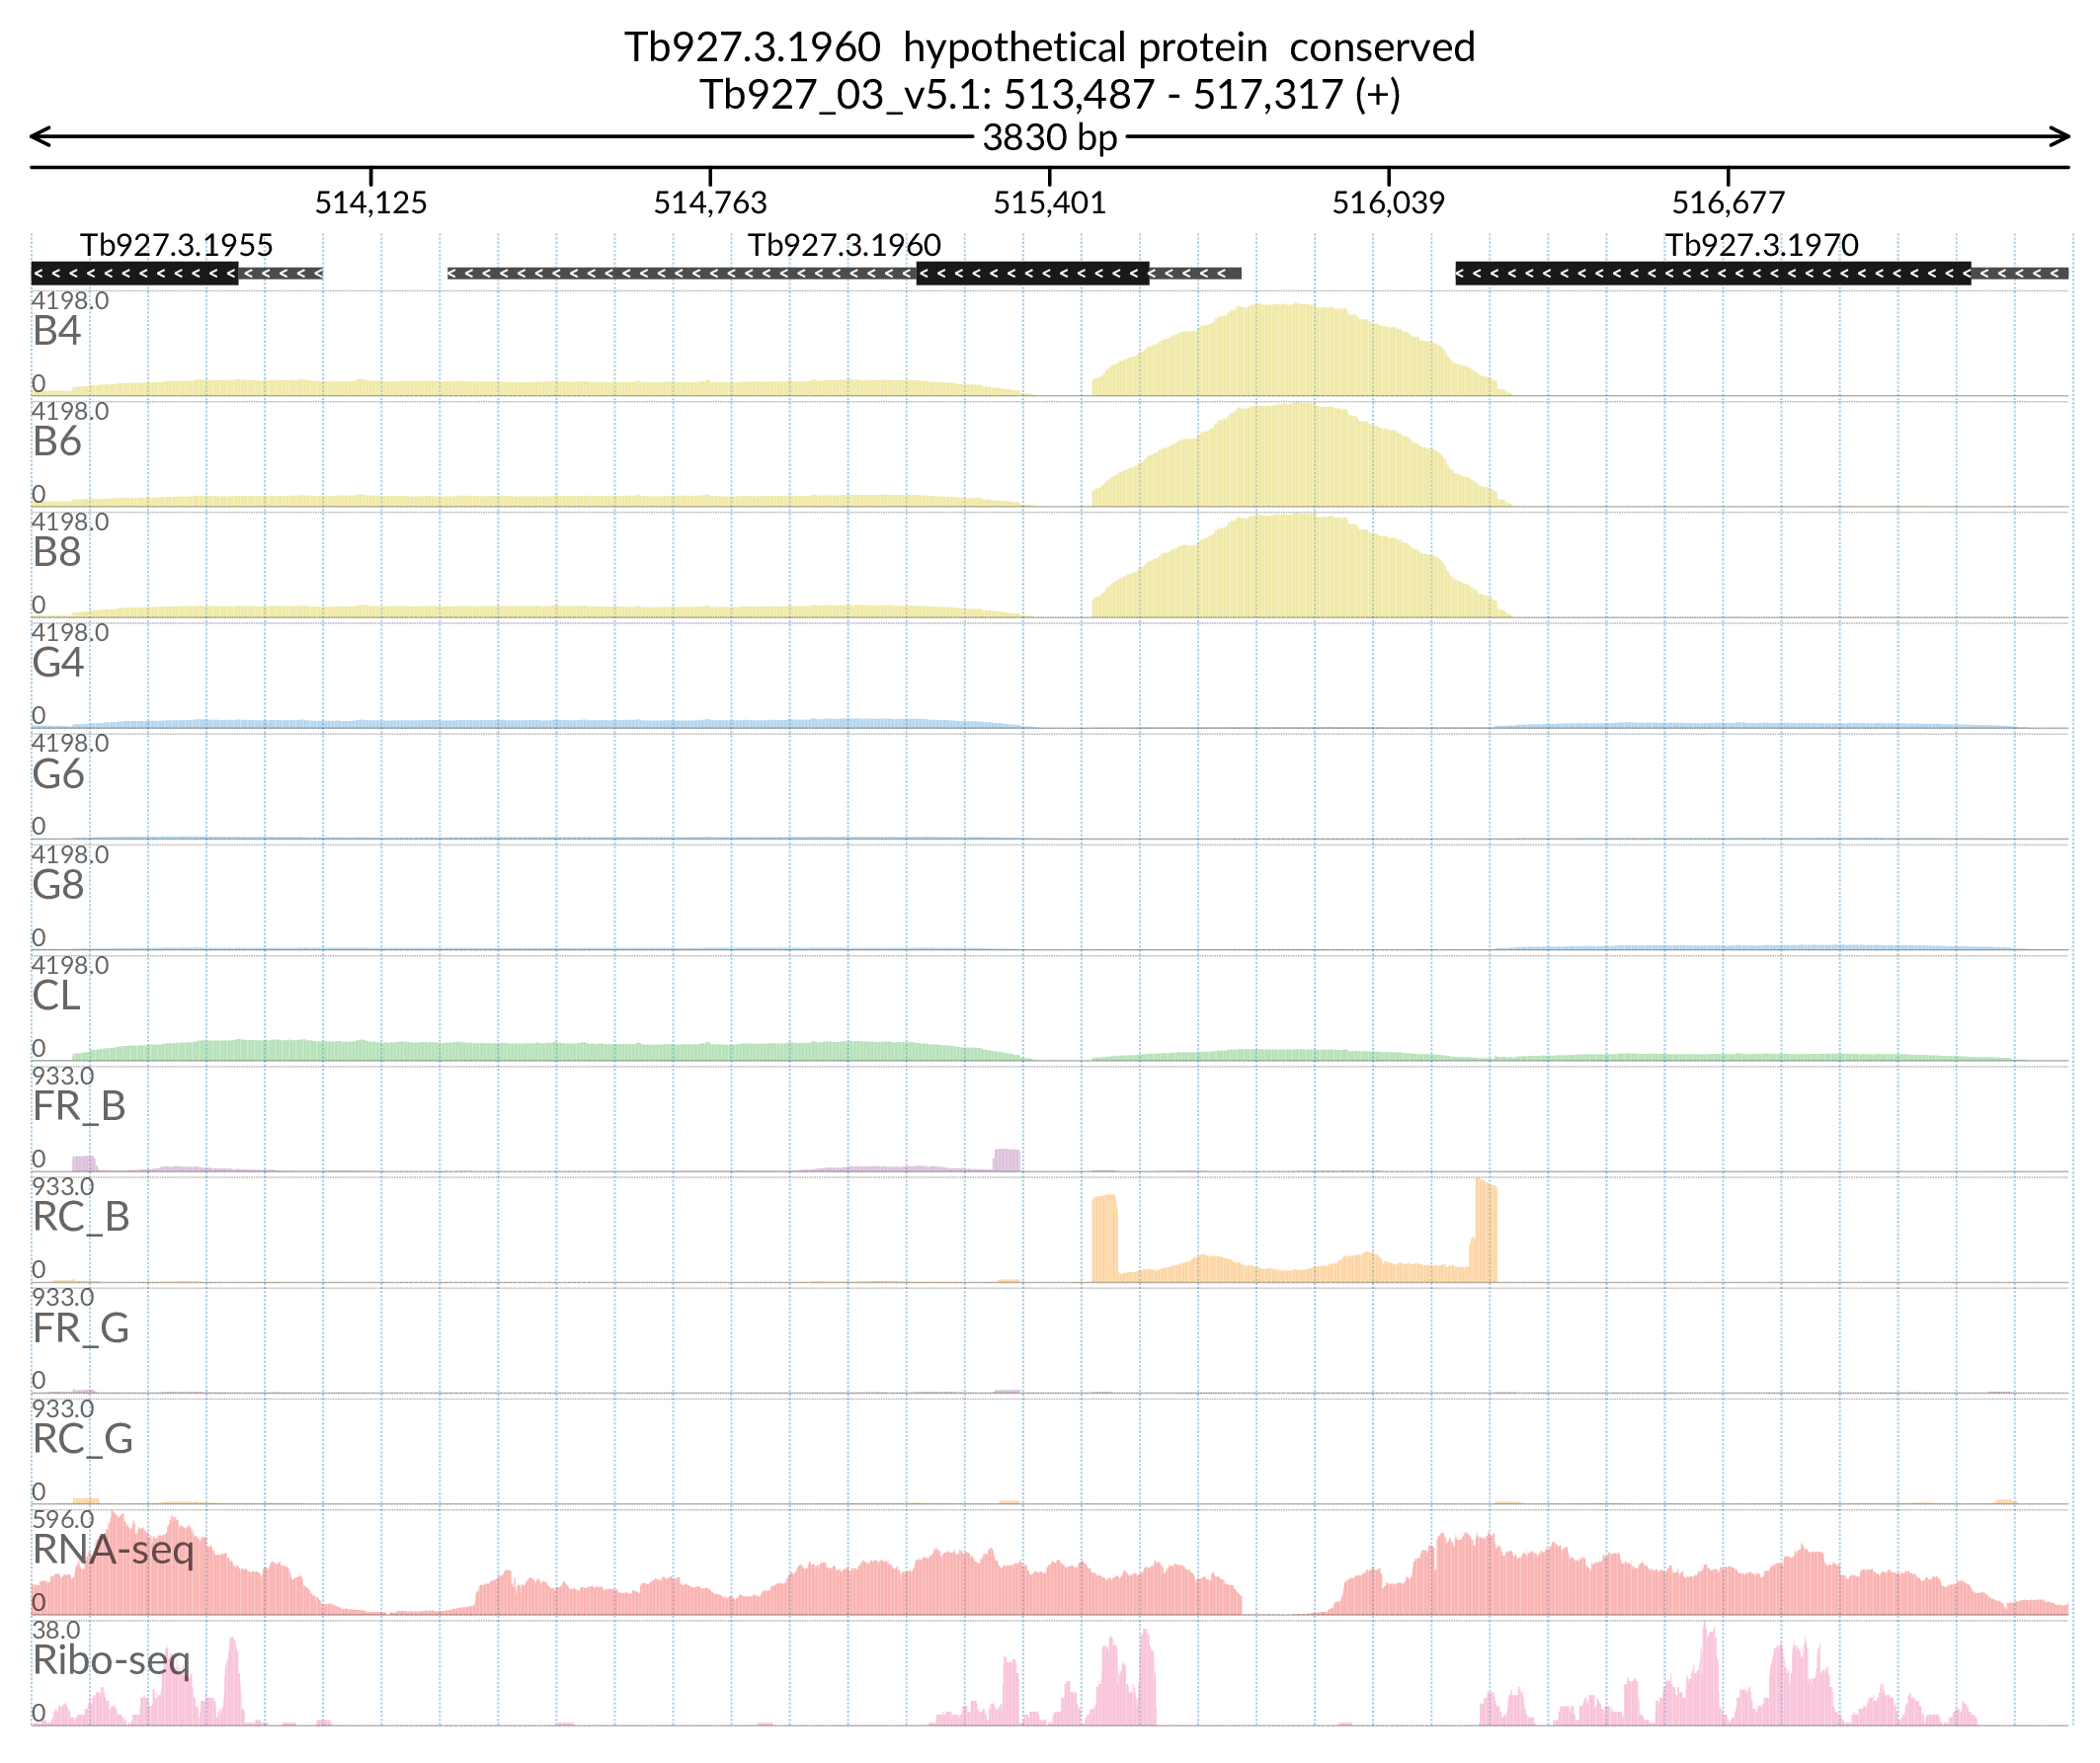 Tb927.3.1960  hypothetical protein  conserved
Tb927_03_v5.1: 513,487 - 517,317 (+)
3830 bp
514,125 514,763 515,401 516,039 516,677
Tb927.3.1955 Tb927.3.1960 Tb927.3.1970
4198.0
B4
0
4198.0
B6
0
4198.0
B8
0
4198.0
G4
0
4198.0
G6
0
4198.0
G8
0
4198.0
CL
0
933.0
FR_B
0
933.0
RC_B
0
933.0
FR_G
0
933.0
RC_G
0
596.0
RNA-seq
0
38.0
Ribo-seq
0